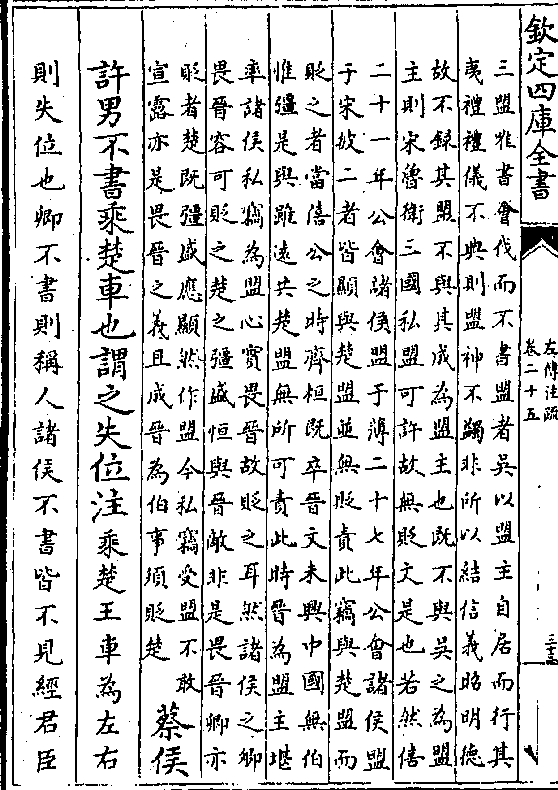 欽定四庫全書
左傳注疏
卷二十五
三盟唯書會伐而不書盟者吳以盟主自居而行其
夷禮禮儀不典則盟神不蠲非所以結信義昭明德
故不錄其盟不與其成為盟主也既不與吳之為盟
主則宋魯衛三國私盟可許故無貶文是也若然僖
二十一年公會諸侯盟于薄二十七年公會諸侯盟
于宋彼二者皆顯與楚盟並無貶責此竊與楚盟而
貶之者當僖公之時齊桓既卒晉文未興中國無伯
惟彊是與雖遠共楚盟無所可責此時晉為盟主堪
率諸侯私竊為盟心實畏晉故貶之耳然諸侯之卿
畏晉容可貶之楚之彊盛恒與晉敵非是畏晉卿亦
貶者楚既彊盛應顯然作盟今私竊受盟不敢
宣露亦是畏晉之義且成晉為伯事須貶楚
蔡侯
許男不書乘楚車也謂之失位注乘楚王車為左右
則失位也卿不書則稱人諸侯不書皆不見經君臣